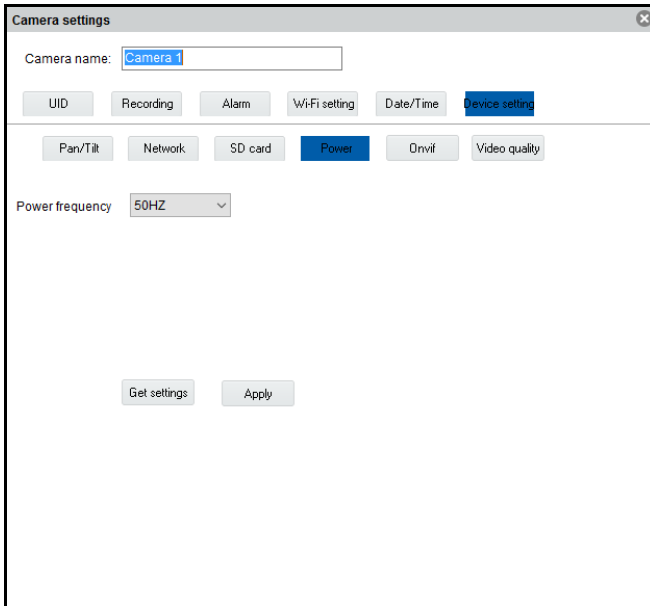 Camera settings
Camera name: Camera 1
UID Recording Alarm Wi-Fi setting Date/Time Device setting
Pan/Tilt Network SD card Power Onvif Video quality
Power frequency 50HZ
Get settings Apply